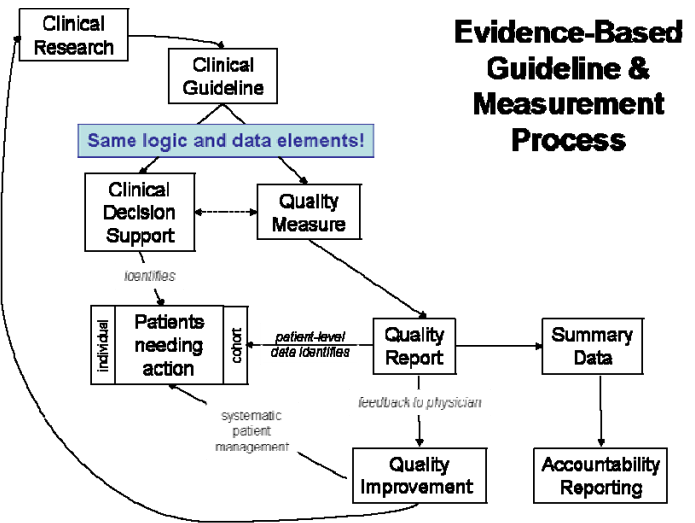 Evidence-Based
Guideline &
Measurement
Process
Clinical
Research
Clinical
Guideline
Same logic and data elements!
Clinical
Decision
Support
Quality
Measure
identifies
individual
Patients
needing
action
cohort
patient-level
data identifies
Quality
Report
Summary
Data
feedback to physician
systematic
patient
management
Quality
Improvement
Accountability
Reporting